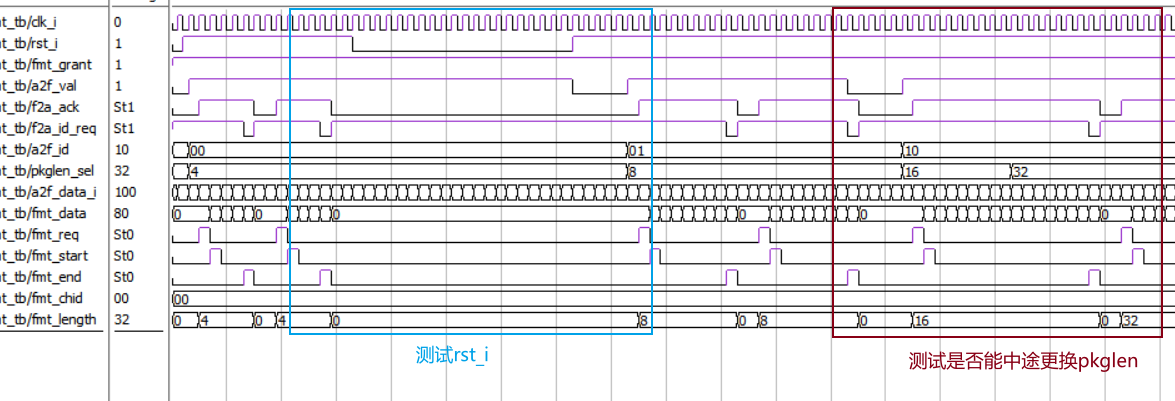 nt_tb/clk_i 0
nt_tb/rst_i 1
nt_tb/fmt_grant 1
nt_tb/a2f_val 1
nt_tb/f2a_ack St1
nt_tb/f2a_id_req St1
nt_tb/a2f_id 10 00 01 10
nt_tb/pkglen_sel 32 4 8 16 32
nt_tb/a2f_data_i 100
nt_tb/fmt_data 80 0 0 0 0 0 0
nt_tb/fmt_req St0
nt_tb/fmt_start St0
nt_tb/fmt_end St0
nt_tb/fmt_chid 00 00
nt_tb/fmt_length 32 0 4 0 4 0 8 0 8 0 16 0 32
测试rst_i
测试是否能中途更换pkglen